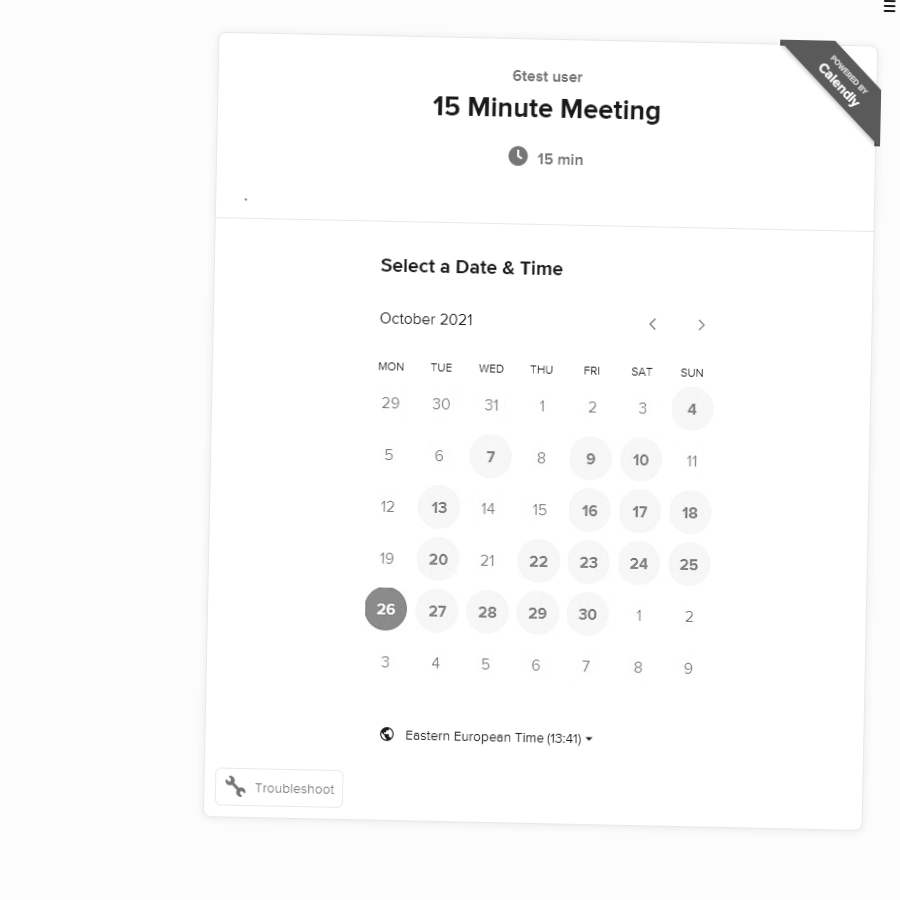 6test user
15 Minute Meeting
15 min
POWERED BY
Calendly
.
Select a Date & Time
October 2021
MON TUE WED THU FRI SAT SUN
29 30 31 1 2 3 4
5 6 7 8 9 10 11
12 13 14 15 16 17 18
19 20 21 22 23 24 25
26 27 28 29 30 1 2
3 4 5 6 7 8 9
Eastern European Time (13:41)
Troubleshoot